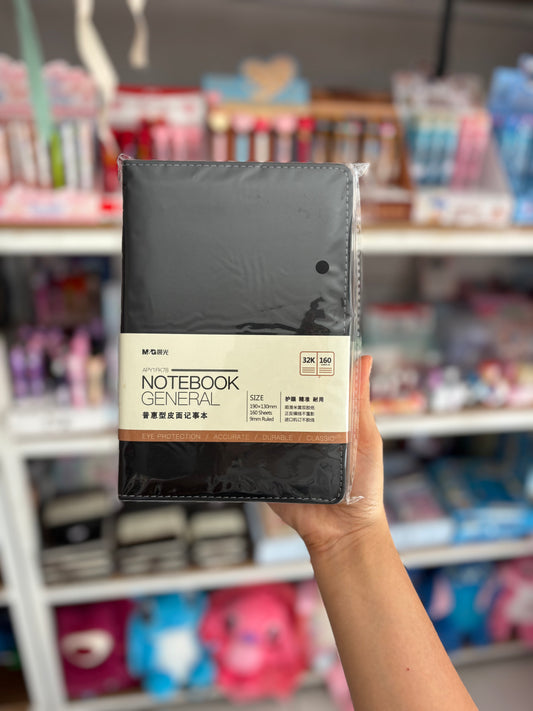 M&G晨光
APY1FK78
NOTEBOOK
GENERAL
普惠型皮面记事本
SIZE
190×130mm
160 Sheets
9mm Ruled
护眼 精准 耐用
32K
160
EYE PROTECTION / ACCURATE / DURABLE / CLASSIC